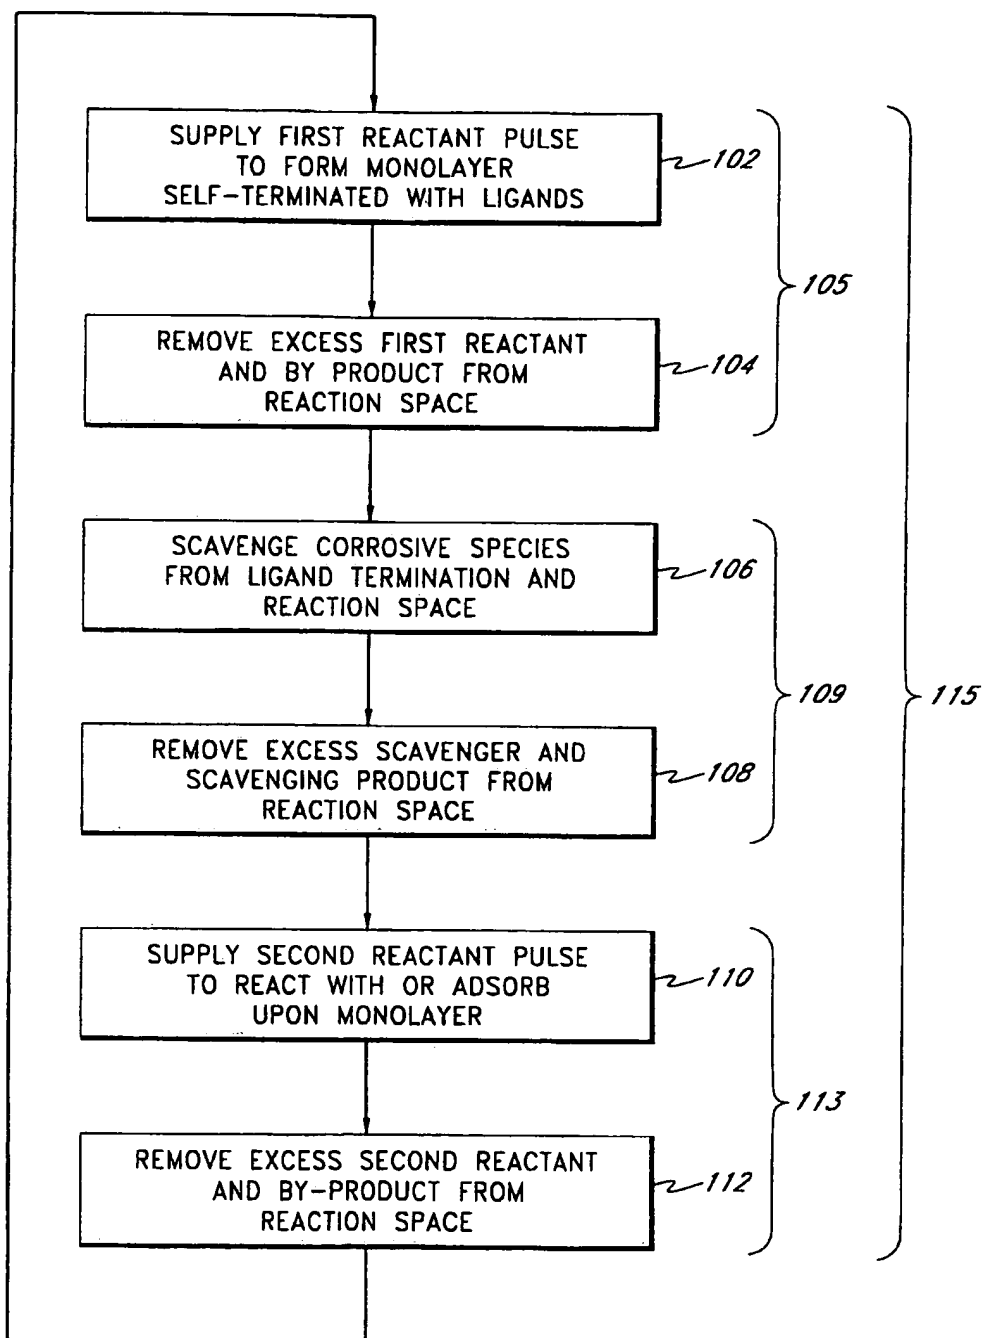 SUPPLY FIRST REACTANT PULSE
TO FORM MONOLAYER
SELF-TERMINATED WITH LIGANDS
102
105
REMOVE EXCESS FIRST REACTANT
AND BY PRODUCT FROM
REACTION SPACE
104
SCAVENGE CORROSIVE SPECIES
FROM LIGAND TERMINATION AND
REACTION SPACE
106
109
115
REMOVE EXCESS SCAVENGER AND
SCAVENGING PRODUCT FROM
REACTION SPACE
108
SUPPLY SECOND REACTANT PULSE
TO REACT WITH OR ADSORB
UPON MONOLAYER
110
113
REMOVE EXCESS SECOND REACTANT
AND BY-PRODUCT FROM
REACTION SPACE
112